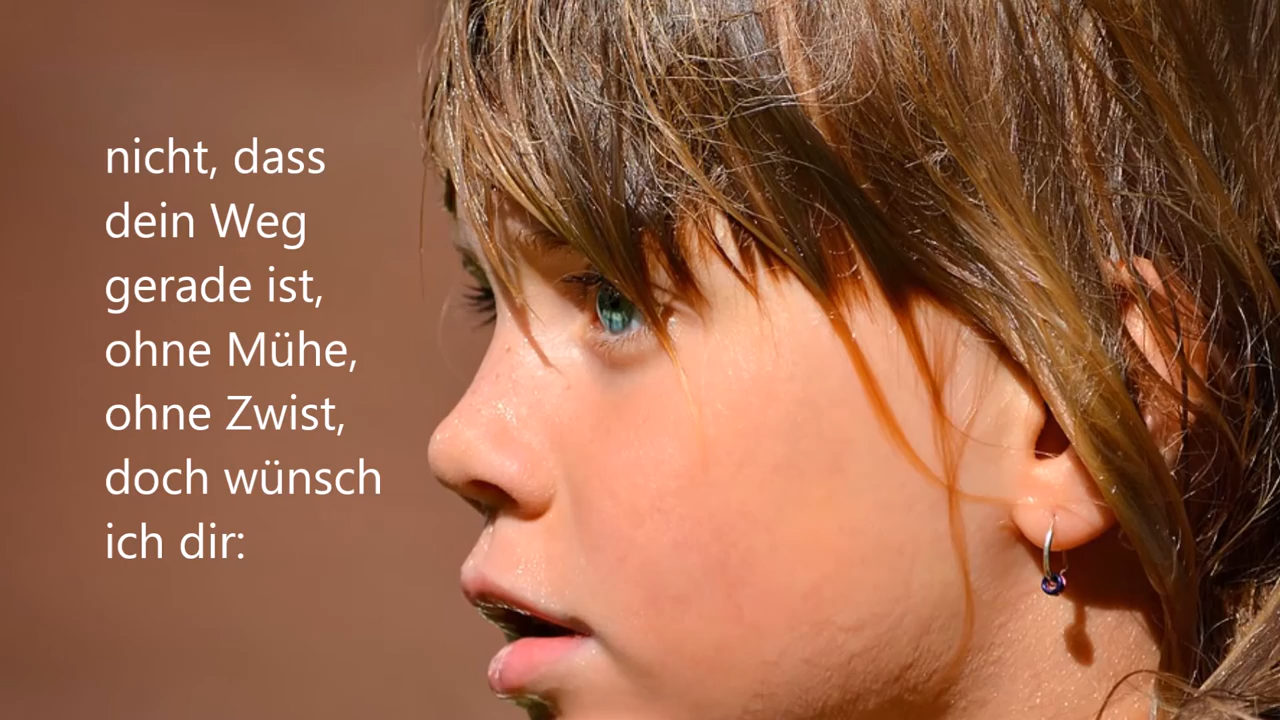 nicht, dass
dein Weg
gerade ist,
ohne Mühe,
ohne Zwist,
doch wünsch
ich dir: